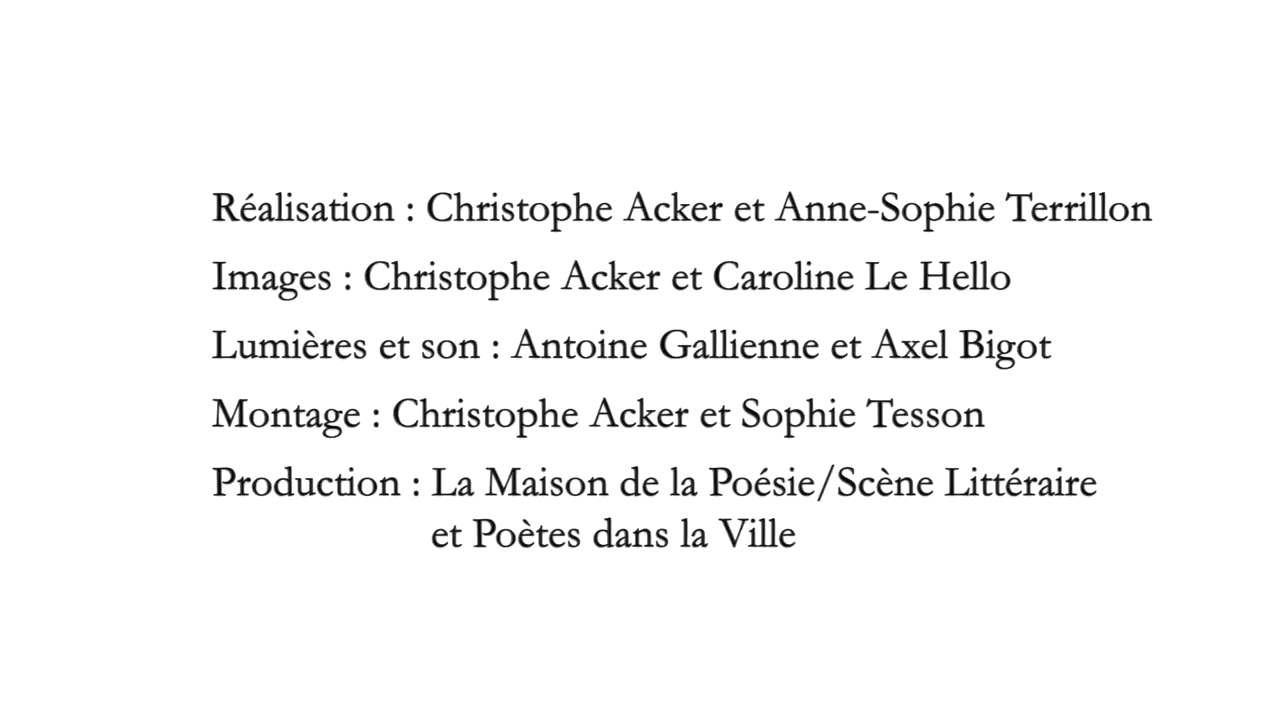 Réalisation : Christophe Acker et Anne-Sophie Terrillon
Images : Christophe Acker et Caroline Le Hello
Lumières et son : Antoine Gallienne et Axel Bigot
Montage : Christophe Acker et Sophie Tesson
Production : La Maison de la Poésie/Scène Littéraire
et Poètes dans la Ville